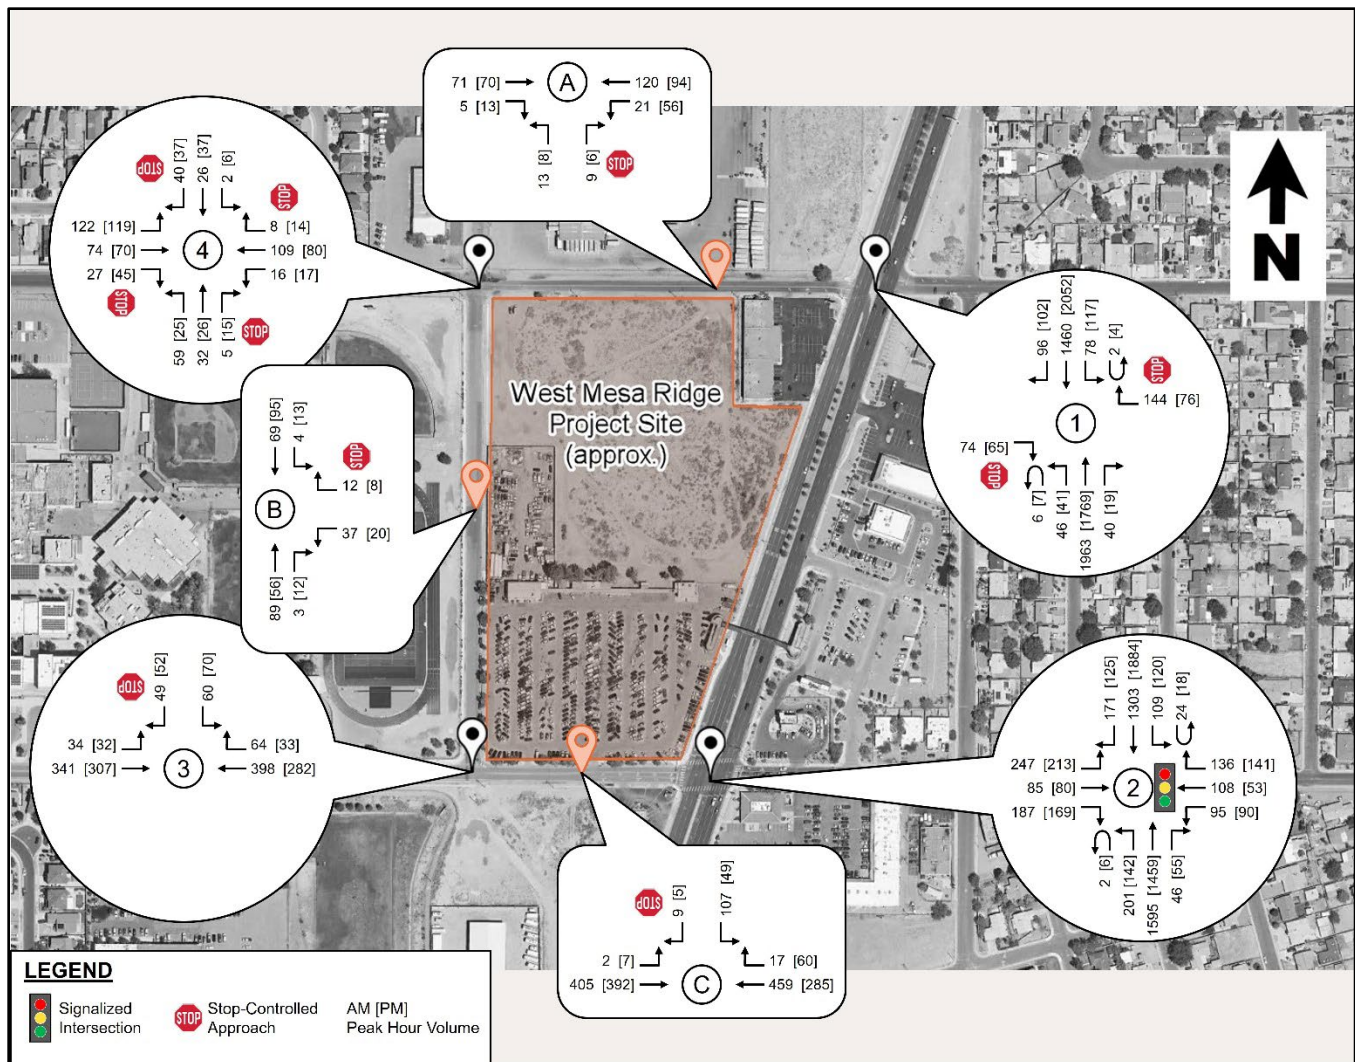 71 [70]
A
120 [94]
5 [13]
21 [56]
13 [8]
9 [6]
STOP
STOP
40 [37]
26 [37]
2 [6]
STOP
122 [119]
8 [14]
74 [70]
4
109 [80]
27 [45]
16 [17]
STOP
59 [25]
32 [26]
5 [15]
STOP
N
96 [102]
1460 [2052]
78 [117]
2 [4]
STOP
144 [76]
1
74 [65]
STOP
6 [7]
46 [41]
1963 [1769]
40 [19]
West Mesa Ridge
Project Site
(approx.)
69 [95]
4 [13]
STOP
12 [8]
B
37 [20]
89 [56]
3 [12]
STOP
49 [52]
60 [70]
34 [32]
64 [33]
341 [307]
3
398 [282]
171 [125]
1303 [1884]
109 [120]
24 [18]
247 [213]
136 [141]
85 [80]
2
108 [53]
187 [169]
95 [90]
2 [6]
201 [142]
1595 [1459]
46 [55]
STOP
9 [5]
107 [49]
2 [7]
17 [60]
405 [392]
C
459 [285]
LEGEND
Signalized
Intersection
STOP
Stop-Controlled
Approach
AM [PM]
Peak Hour Volume